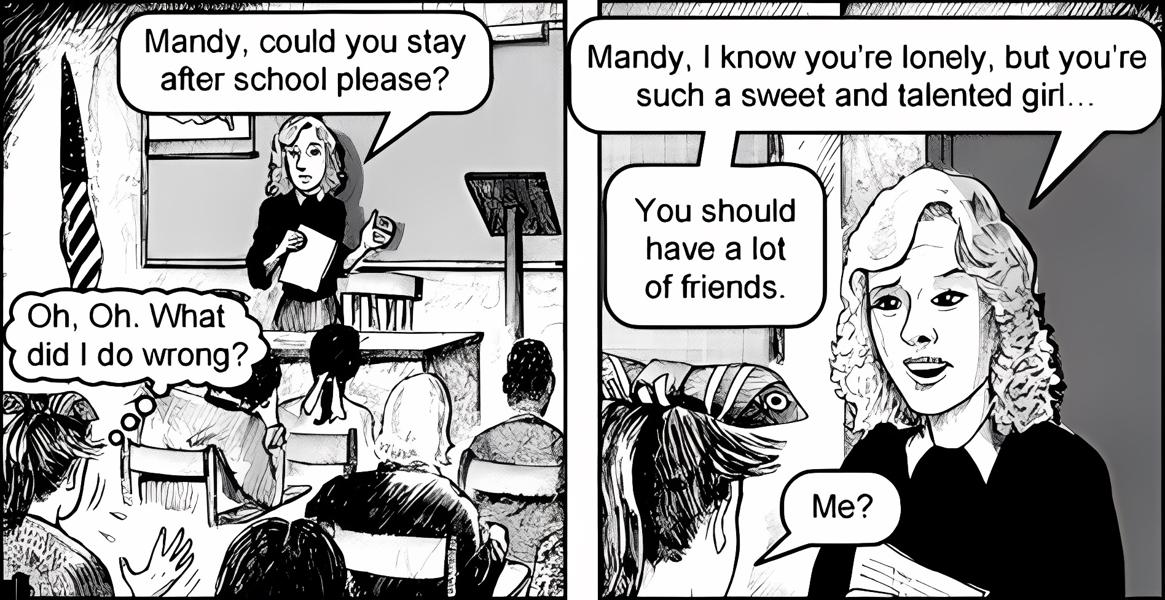 Mandy, could you stay
after school please?
Oh, Oh. What
did I do wrong?
Mandy, I know you're lonely, but you're
such a sweet and talented girl...
You should
have a lot
of friends.
Me?